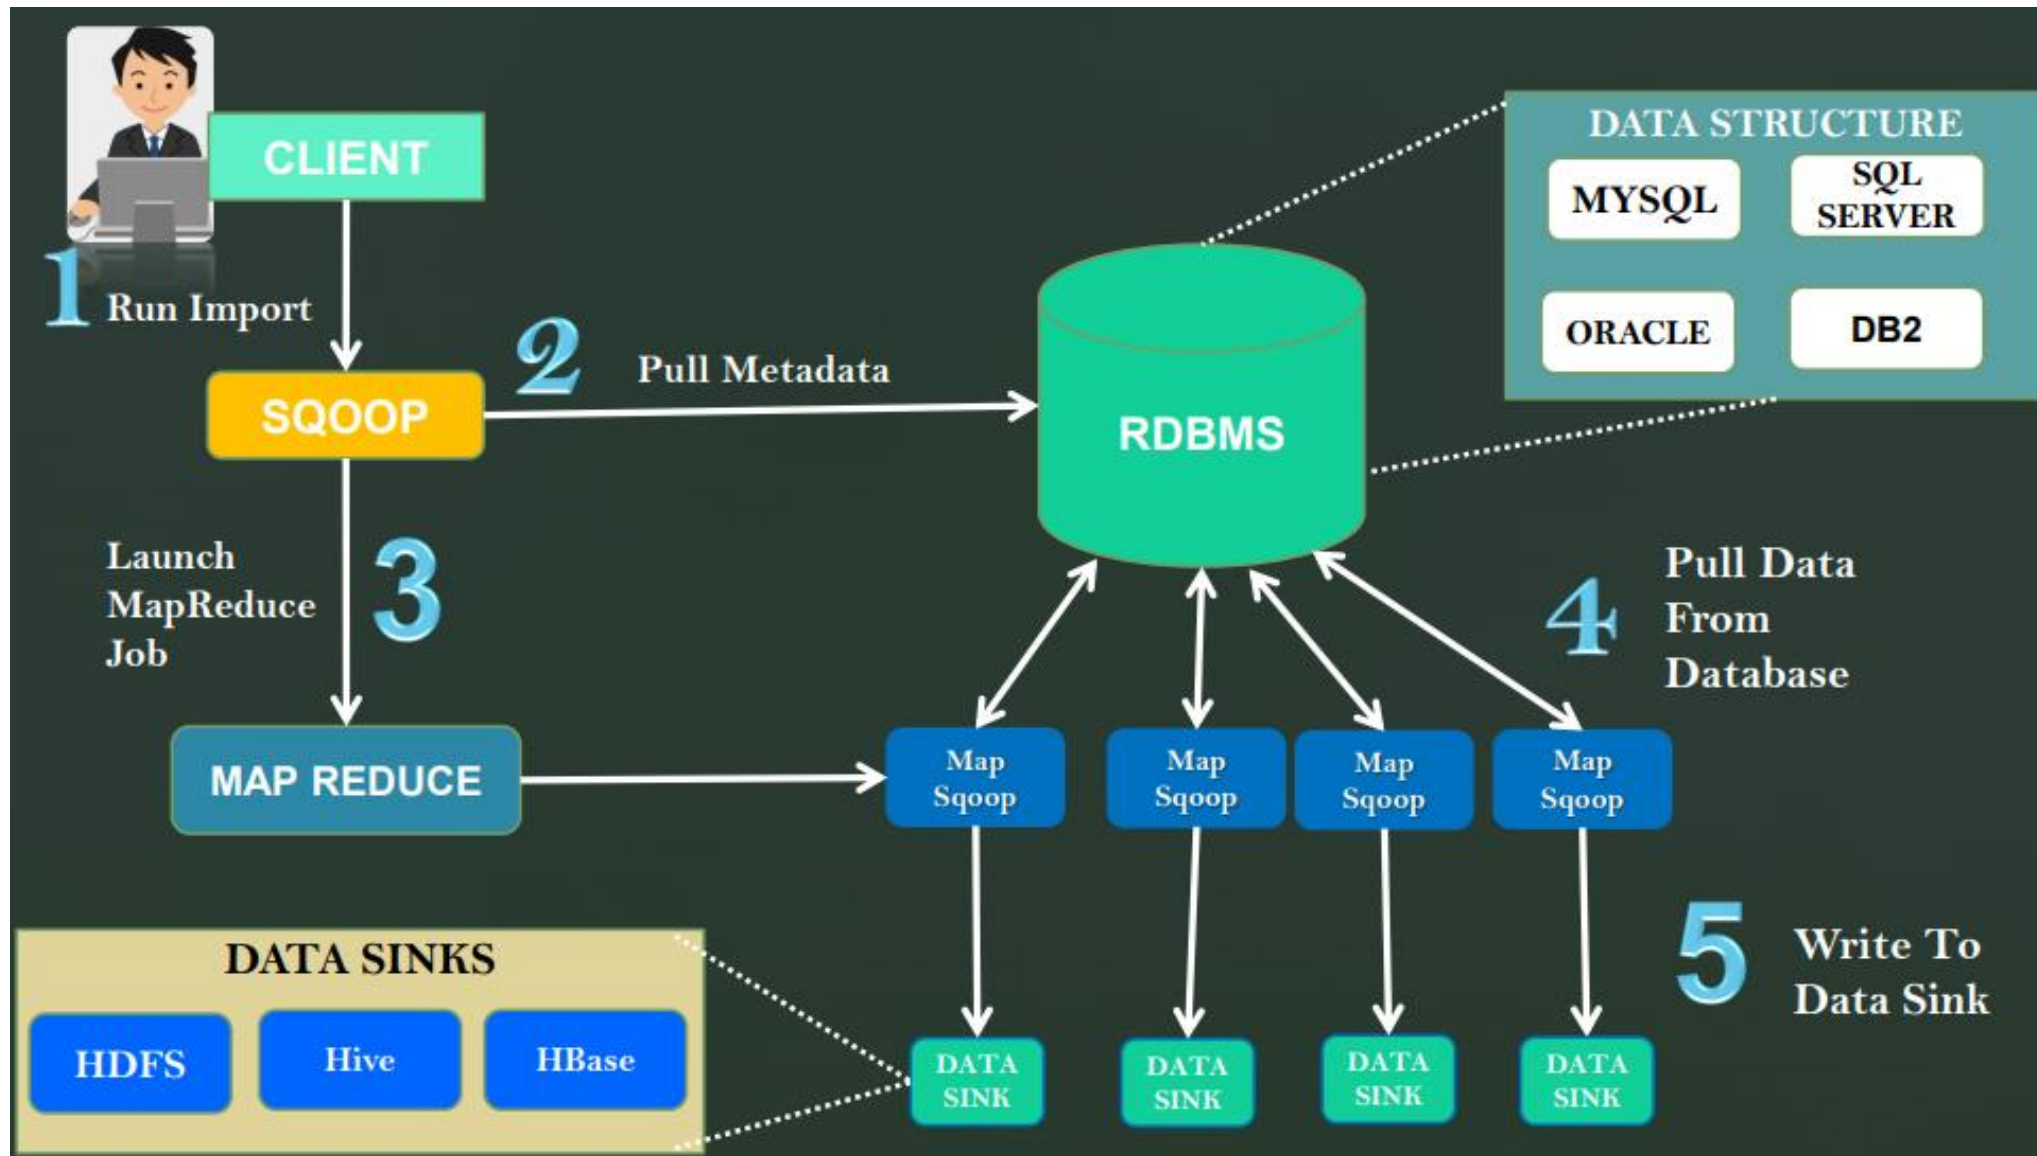 CLIENT
1
Run Import
SQOOP
2
Pull Metadata
RDBMS
DATA STRUCTURE
MYSQL
SQL
SERVER
ORACLE
DB2
Launch
MapReduce
Job
3
MAP REDUCE
4
Pull Data
From
Database
Map
Sqoop
Map
Sqoop
Map
Sqoop
Map
Sqoop
5
Write To
Data Sink
DATA SINKS
HDFS
Hive
HBase
DATA
SINK
DATA
SINK
DATA
SINK
DATA
SINK